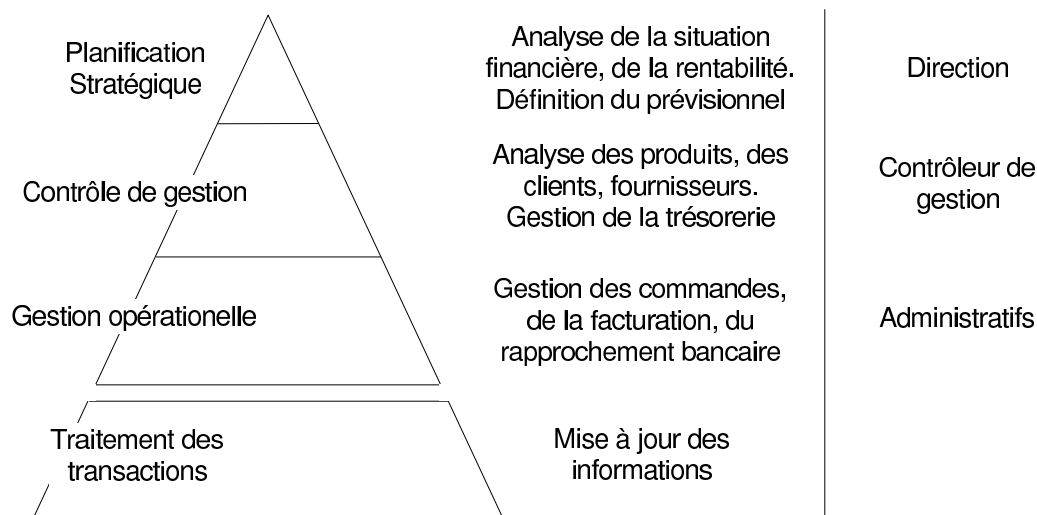 Planification
Stratégique
Analyse de la situation
financière, de la rentabilité.
Définition du prévisionnel
Direction
Contrôle de gestion
Analyse des produits, des
clients, fournisseurs.
Gestion de la trésorerie
Contrôleur de
gestion
Gestion opérationelle
Gestion des commandes,
de la facturation, du
rapprochement bancaire
Administratifs
Traitement des
transactions
Mise à jour des
informations